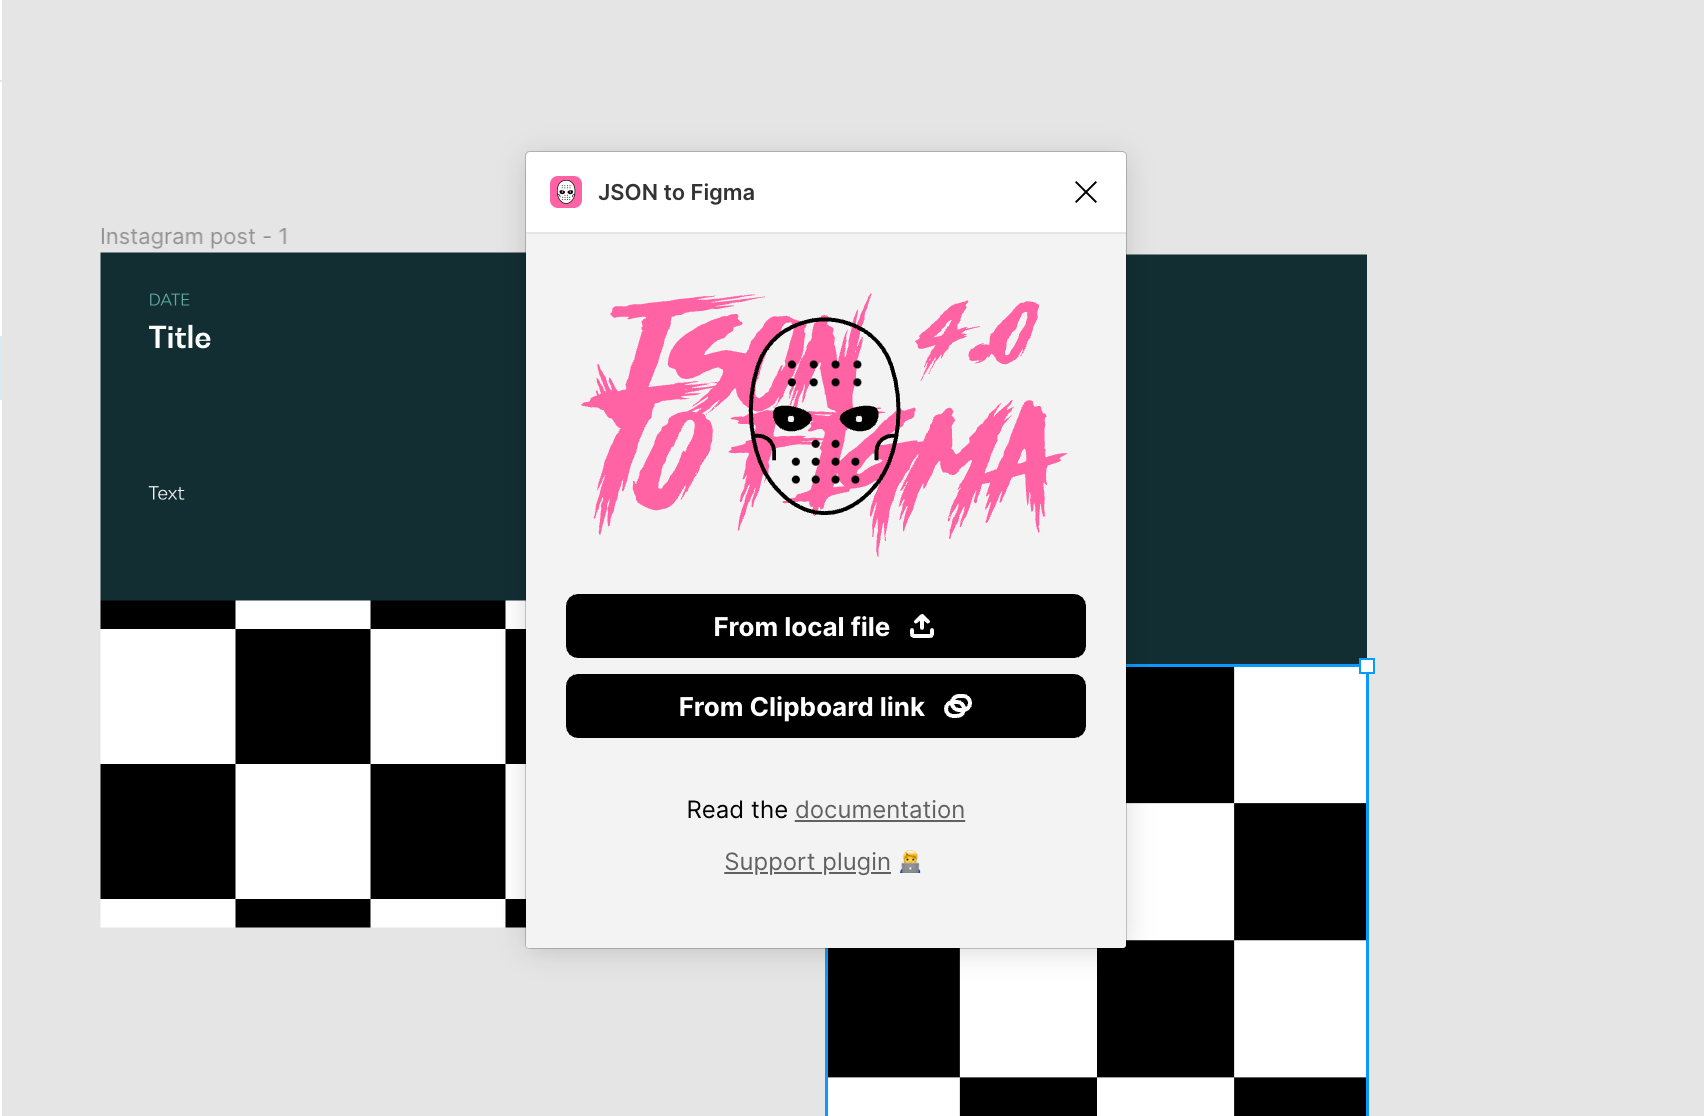 JSON to Figma
Instagram post - 1
DATE
Title
Text
JSON 4.0
TO FIGMA
From local file
From Clipboard link
Read the documentation
Support plugin